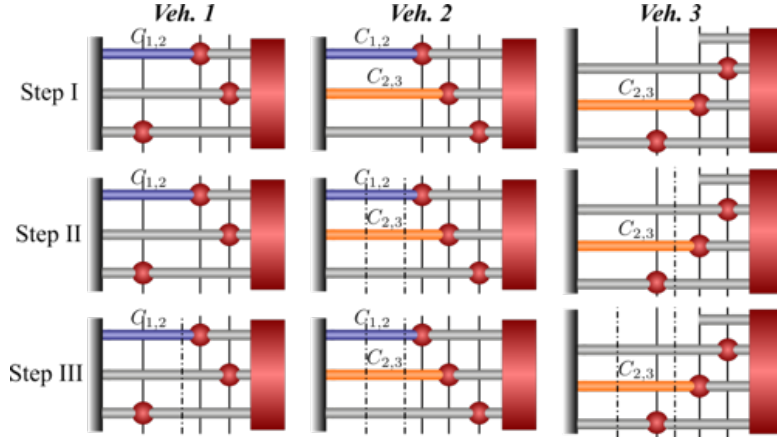 Veh. 1 Veh. 2 Veh. 3
C1,2 C1,2
Step I C2,3 C2,3
C1,2 C1,2
Step II C2,3 C2,3
C1,2 C1,2
Step III C2,3 C2,3